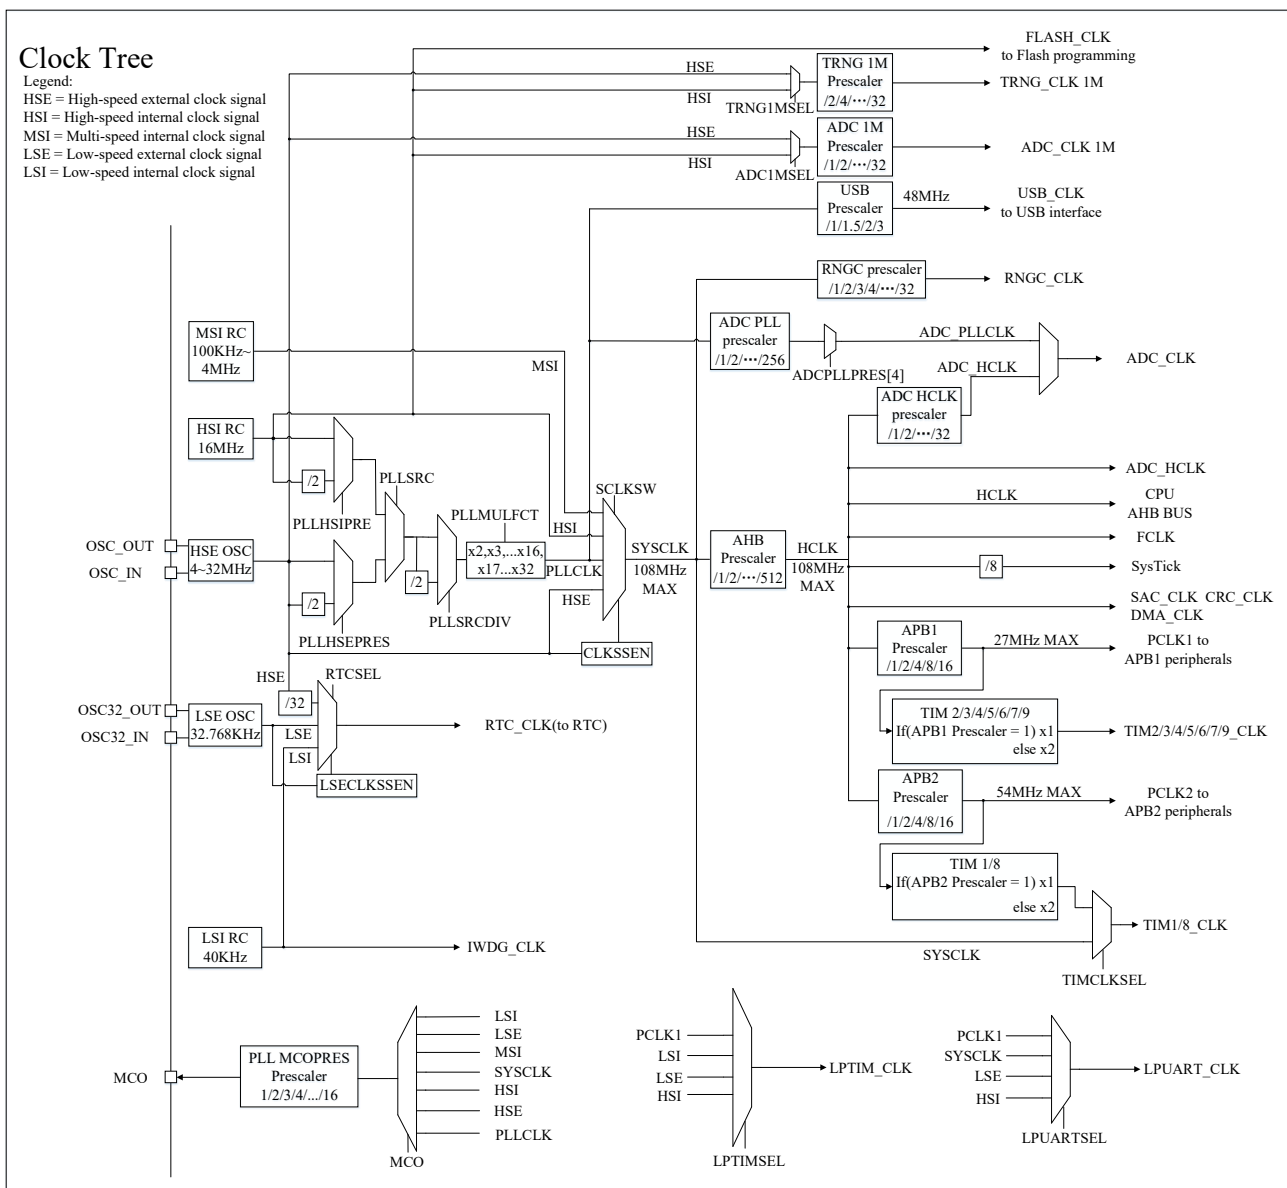 Clock Tree
Legend:
HSE = High-speed external clock signal
HSI = High-speed internal clock signal
MSI = Multi-speed internal clock signal
LSE = Low-speed external clock signal
LSI = Low-speed internal clock signal
FLASH_CLK
to Flash programming
HSE
HSI
TRNG1MSEL
TRNG 1M
Prescaler
/2/4/···/32
TRNG_CLK 1M
HSE
HSI
ADC1MSEL
ADC 1M
Prescaler
/1/2/···/32
ADC_CLK 1M
USB
Prescaler
/1/1.5/2/3
48MHz
USB_CLK
to USB interface
RNGC prescaler
/1/2/3/4/···/32
RNGC_CLK
MSI RC
100KHz~
4MHz
MSI
ADC PLL
prescaler
/1/2/···/256
ADCPLLPRES[4]
ADC_PLLCLK
ADC_HCLK
ADC_CLK
ADC HCLK
prescaler
/1/2/···/32
HSI RC
16MHz
/2
PLLHSIPRE
PLLSRC
PLLMULFCT
SCLKSW
HSI
ADC_HCLK
HCLK
CPU
AHB BUS
FCLK
OSC_OUT
OSC_IN
HSE OSC
4~32MHz
/2
PLLHSEPRES
/2
PLLSRCDIV
x2,x3,...x16,
x17...x32
PLLCLK
HSE
CLKSSEN
SYSCLK
108MHz
MAX
AHB
Prescaler
/1/2/···/512
HCLK
108MHz
MAX
/8
SysTick
SAC_CLK CRC_CLK
DMA_CLK
APB1
Prescaler
/1/2/4/8/16
27MHz MAX
PCLK1 to
APB1 peripherals
HSE
/32
RTCSEL
OSC32_OUT
OSC32_IN
LSE OSC
32.768KHz
LSE
LSI
RTC_CLK(to RTC)
LSECLKSSEN
TIM 2/3/4/5/6/7/9
If(APB1 Prescaler = 1) x1
else x2
TIM2/3/4/5/6/7/9_CLK
APB2
Prescaler
/1/2/4/8/16
54MHz MAX
PCLK2 to
APB2 peripherals
TIM 1/8
If(APB2 Prescaler = 1) x1
else x2
TIM1/8_CLK
SYSCLK
TIMCLKSEL
LSI RC
40KHz
IWDG_CLK
MCO
PLL MCOPRES
Prescaler
1/2/3/4/.../16
MCO
LSI
LSE
MSI
SYSCLK
HSI
HSE
PLLCLK
PCLK1
LSI
LSE
HSI
LPTIMSEL
LPTIM_CLK
PCLK1
SYSCLK
LSE
HSI
LPUARTSEL
LPUART_CLK